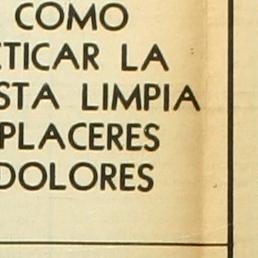 COMO
TICAR LA
STA LIMPIA
PLACERES
DOLORES